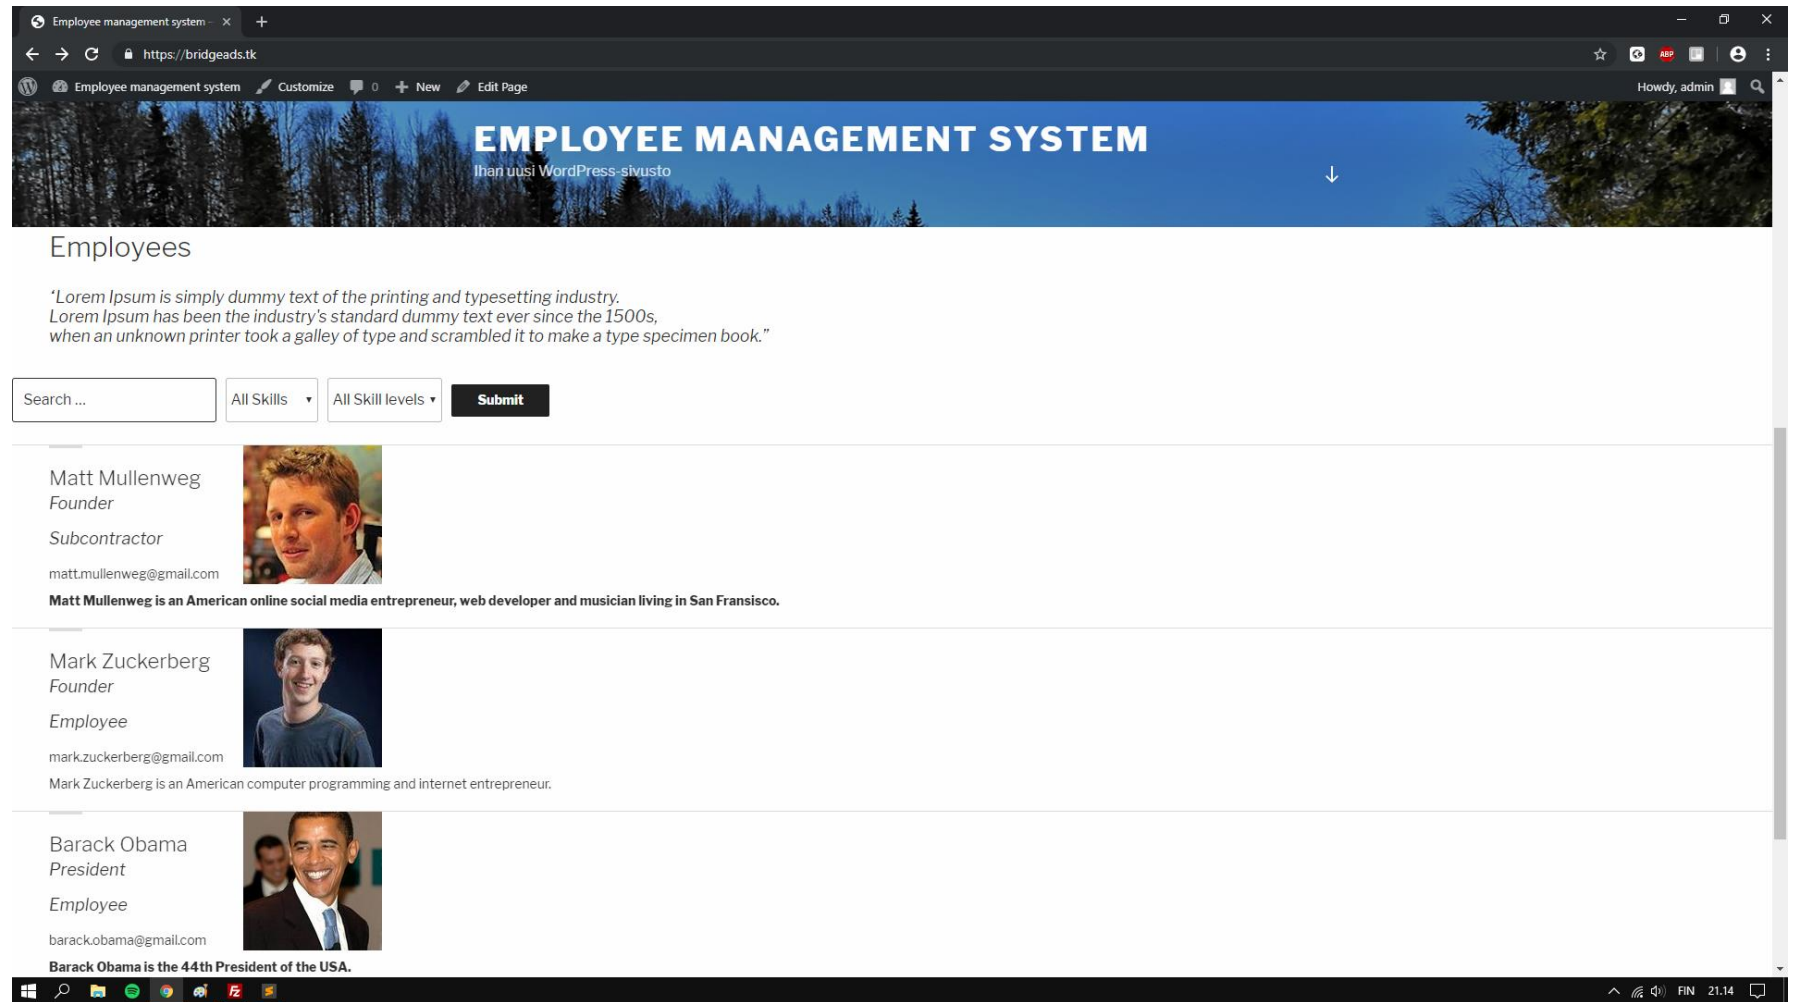 Employee management system –
https://bridgeads.tk
ABP
Employee management system Customize 0 New Edit Page
Howdy, admin
EMPLOYEE MANAGEMENT SYSTEM
Ihan uusi WordPress-sivusto
Employees
“Lorem Ipsum is simply dummy text of the printing and typesetting industry.
Lorem Ipsum has been the industry's standard dummy text ever since the 1500s,
when an unknown printer took a galley of type and scrambled it to make a type specimen book.”
Search ...
All Skills
All Skill levels
Submit
Matt Mullenweg
Founder
Subcontractor
matt.mullenweg@gmail.com
Matt Mullenweg is an American online social media entrepreneur, web developer and musician living in San Fransisco.
Mark Zuckerberg
Founder
Employee
mark.zuckerberg@gmail.com
Mark Zuckerberg is an American computer programming and internet entrepreneur.
Barack Obama
President
Employee
barack.obama@gmail.com
Barack Obama is the 44th President of the USA.
FIN 21.14